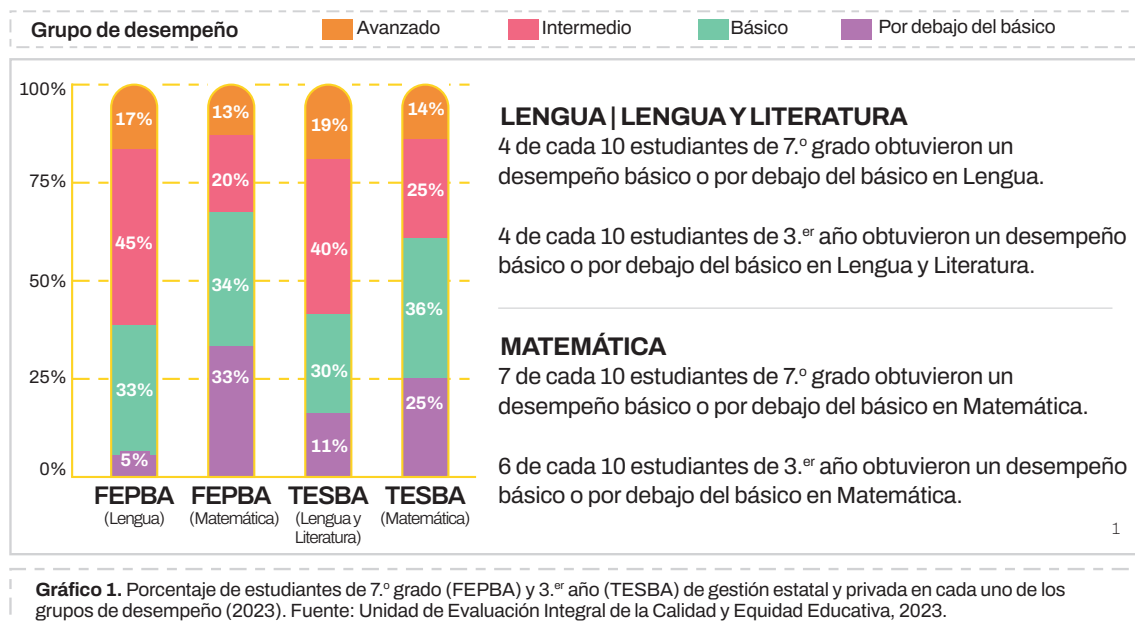 Grupo de desempeño Avanzado Intermedio Básico Por debajo del básico
100%
75%
50%
25%
0%
17%
45%
33%
5%
13%
20%
34%
33%
19%
40%
30%
11%
14%
25%
36%
25%
FEPBA
(Lengua)
FEPBA
(Matemática)
TESBA
(Lengua y
Literatura)
TESBA
(Matemática)
LENGUA | LENGUA Y LITERATURA
4 de cada 10 estudiantes de 7.º grado obtuvieron un
desempeño básico o por debajo del básico en Lengua.
4 de cada 10 estudiantes de 3.er año obtuvieron un desempeño
básico o por debajo del básico en Lengua y Literatura.
MATEMÁTICA
7 de cada 10 estudiantes de 7.º grado obtuvieron un
desempeño básico o por debajo del básico en Matemática.
6 de cada 10 estudiantes de 3.er año obtuvieron un desempeño
básico o por debajo del básico en Matemática.
1
Gráfico 1. Porcentaje de estudiantes de 7.º grado (FEPBA) y 3.er año (TESBA) de gestión estatal y privada en cada uno de los
grupos de desempeño (2023). Fuente: Unidad de Evaluación Integral de la Calidad y Equidad Educativa, 2023.